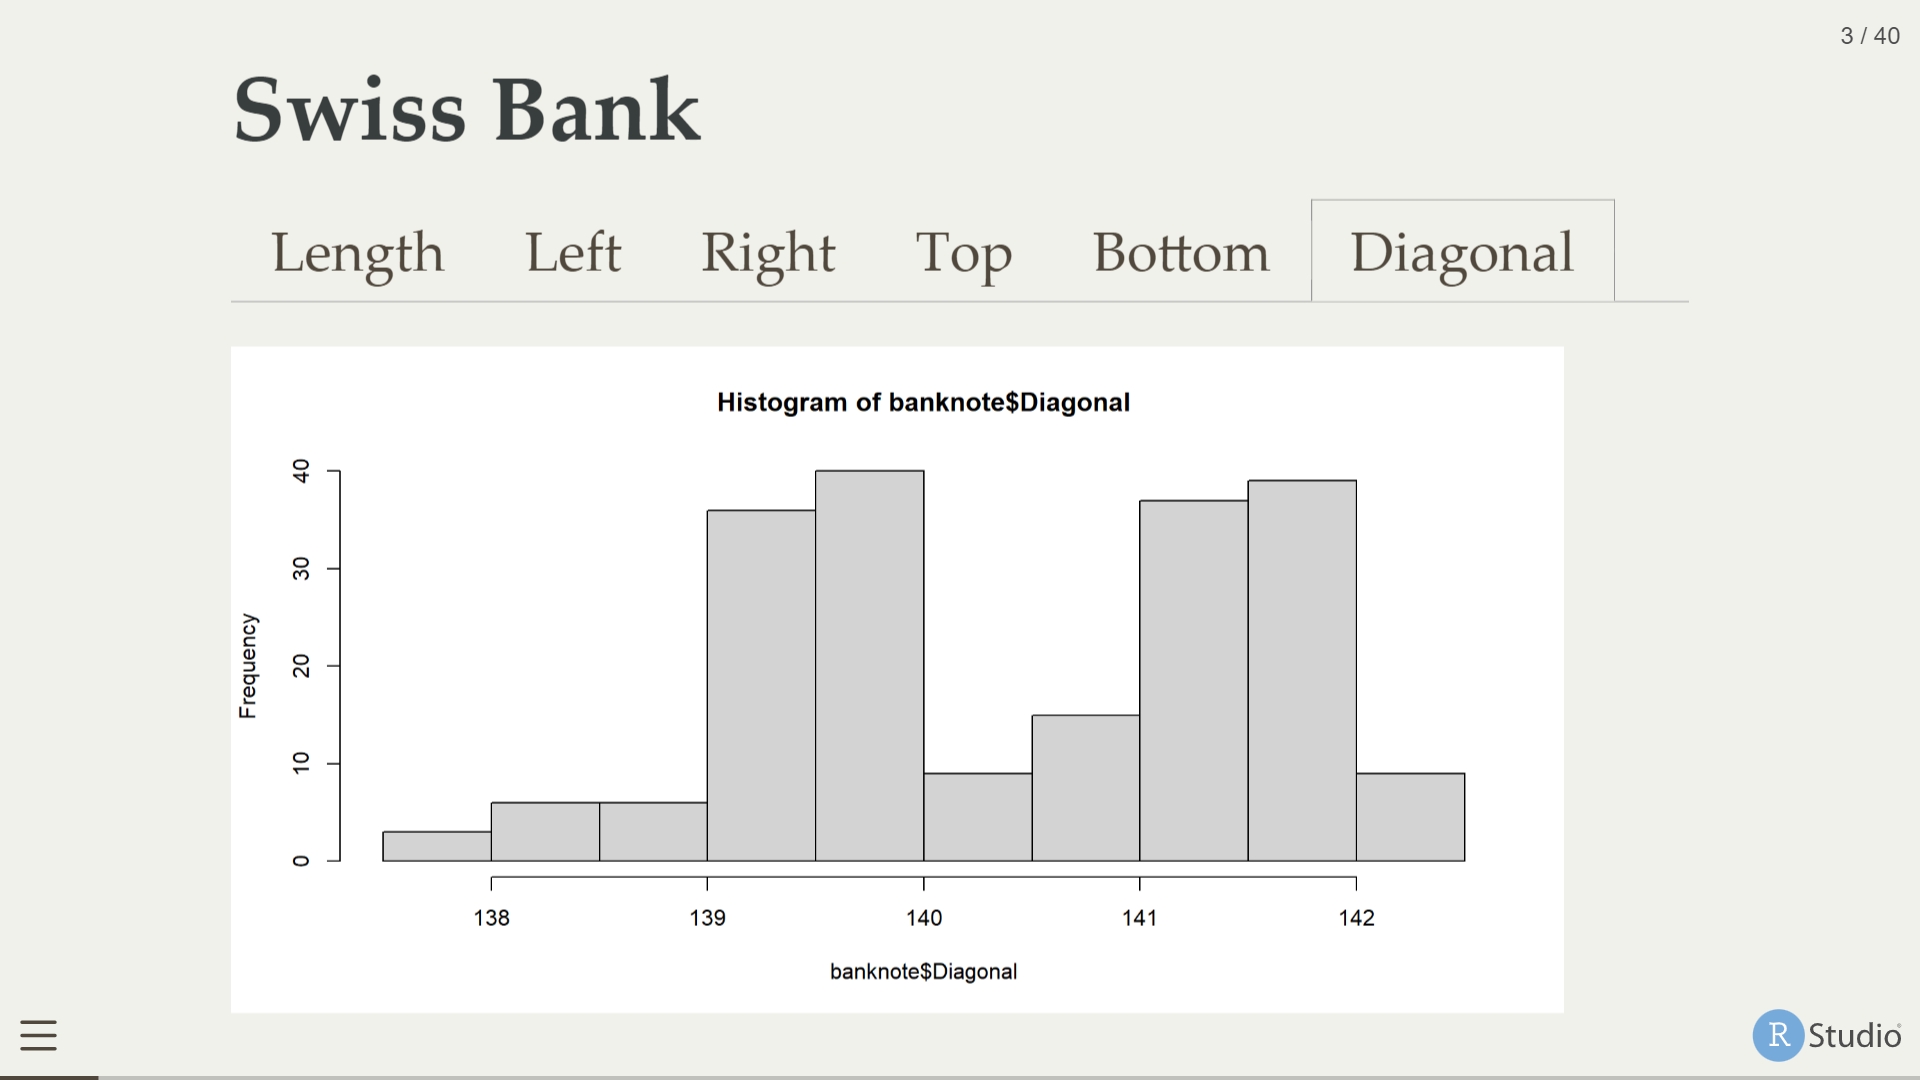 3 / 40
Swiss Bank
Length Left Right Top Bottom Diagonal
Histogram of banknote$Diagonal
40
30
20
10
0
Frequency
138 139 140 141 142
banknote$Diagonal
R Studio